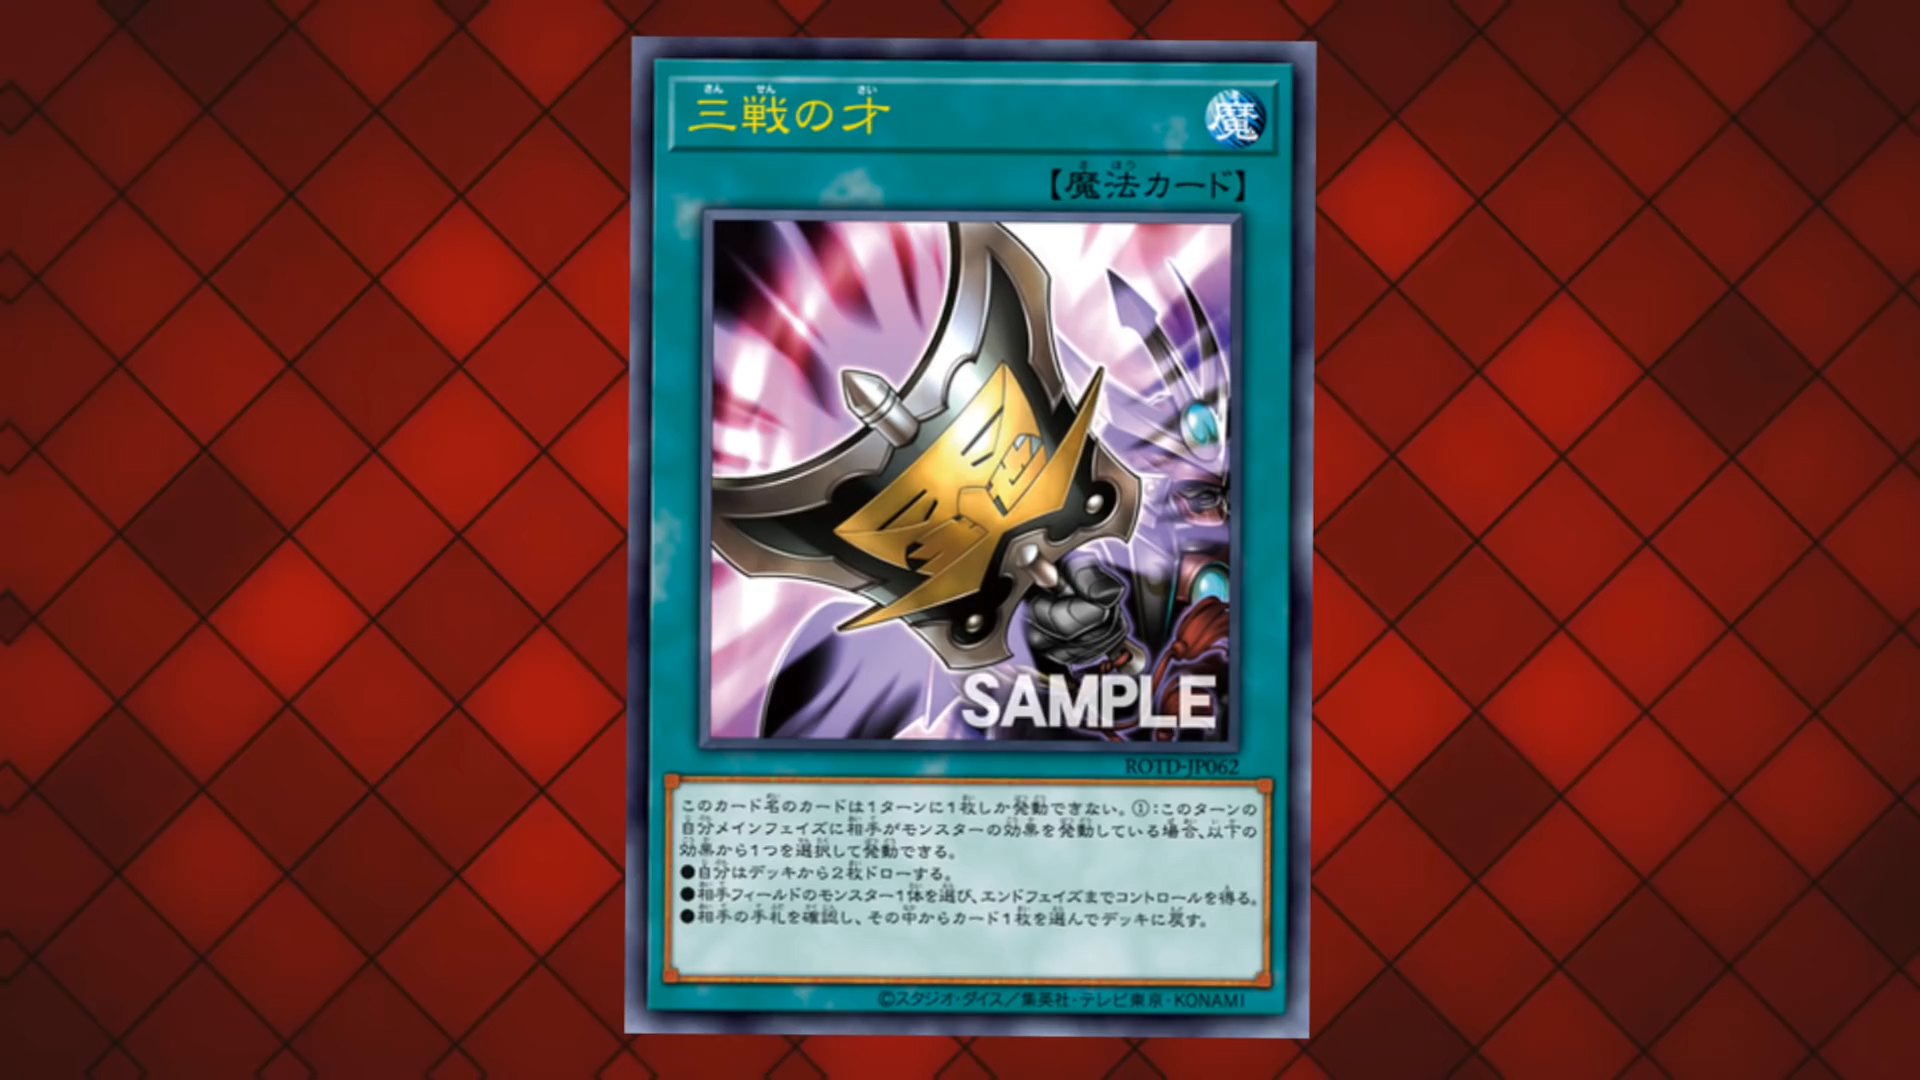 三戦の才
魔
【魔法カード】
SAMPLE
ROTD-JP062
このカード名のカードは1ターンに1枚しか発動できない。①:このターンの
自分メインフェイズに相手がモンスターの効果を発動している場合、以下の
効果から1つを選択して発動できる。
●自分はデッキから2枚ドローする。
●相手フィールドのモンスター1体を選び、エンドフェイズまでコントロールを得る。
●相手の手札を確認し、その中からカード1枚を選んでデッキに戻す。
©スタジオ・ダイス/集英社・テレビ東京・KONAMI